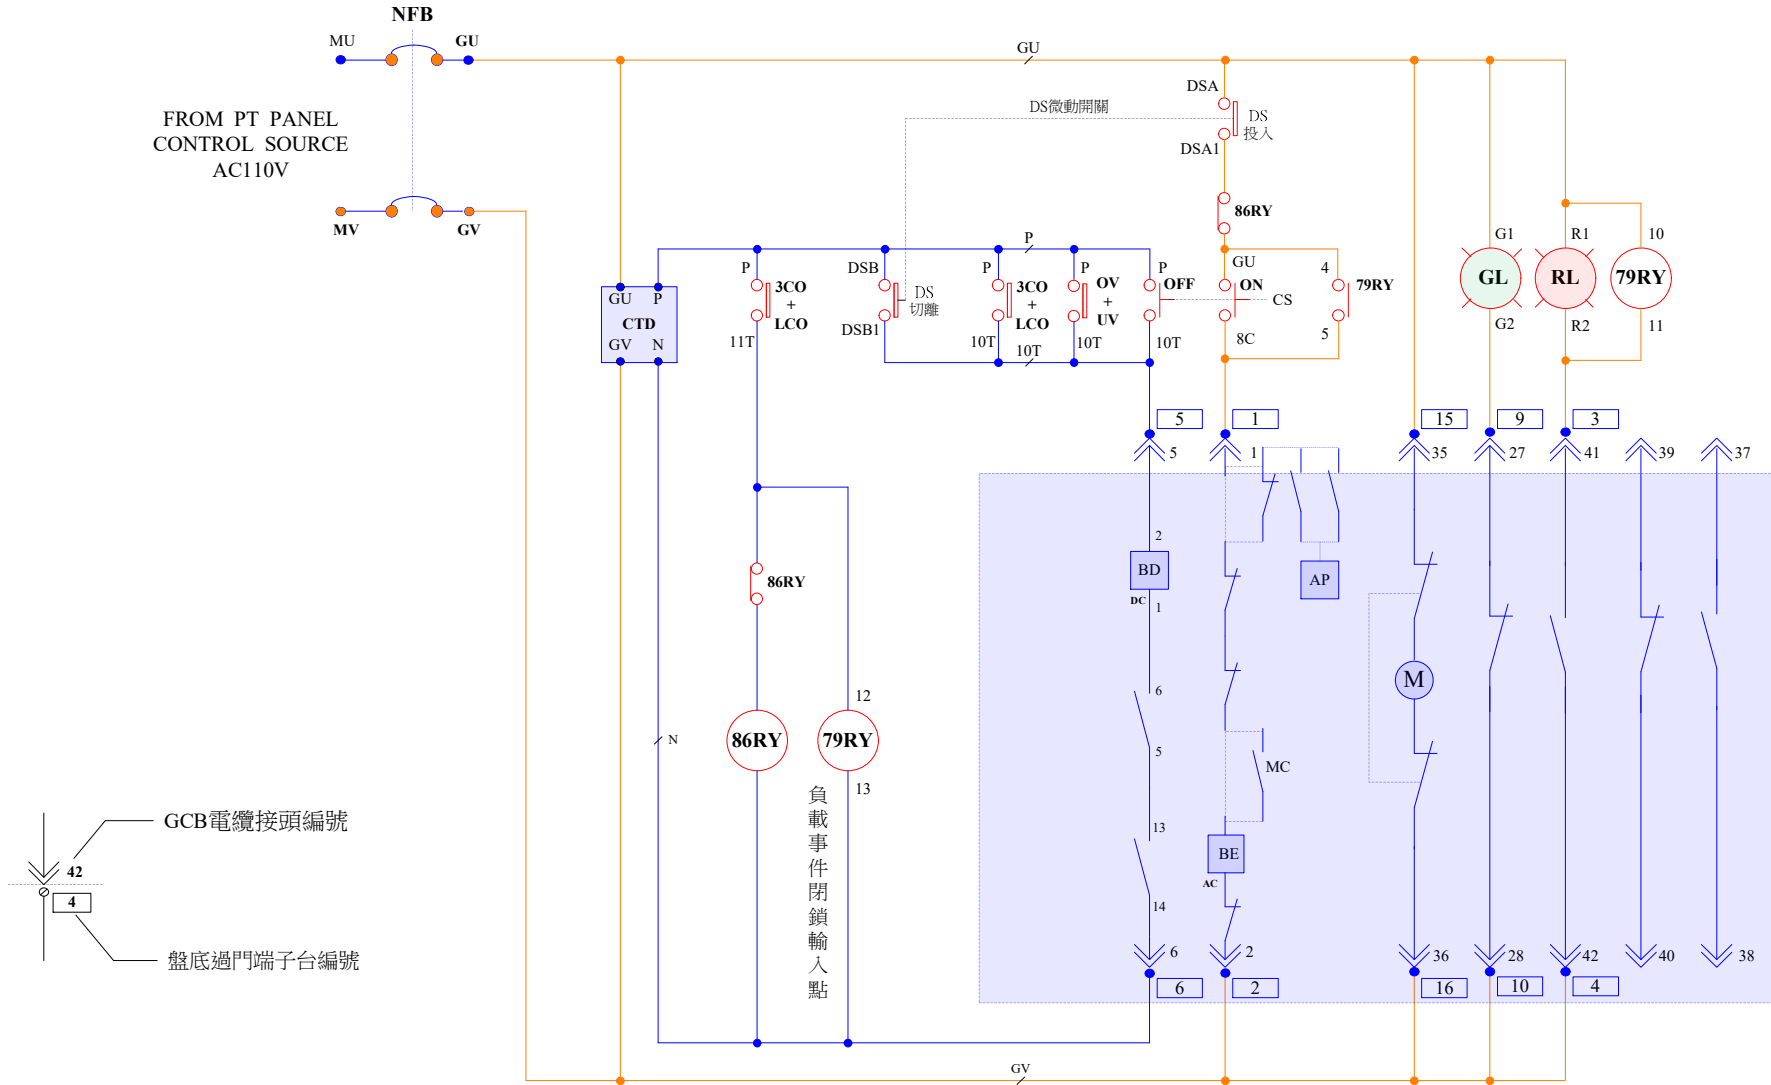 NFB
MU
GU
GU
FROM PT PANEL
CONTROL SOURCE
AC110V
MV
GV
DSA
DS微動開關
DS
投入
DSA1
86RY
P
P
DSB
P
P
P
GU
4
3CO
+
LCO
DS
切離
3CO
+
LCO
OV
+
UV
OFF
ON
CS
79RY
GU
P
CTD
GV
N
11T
DSB1
10T
10T
10T
10T
8C
5
G1
R1
10
GL
RL
79RY
G2
R2
11
5
1
15
9
3
5
1
35
27
41
39
37
2
BD
DC
1
AP
86RY
6
5
12
M
86RY
79RY
N
13
MC
負載事件閉鎖輸入點
13
BE
AC
14
GCB電纜接頭編號
42
4
盤底過門端子台編號
6
2
36
28
42
40
38
6
2
16
10
4
GV